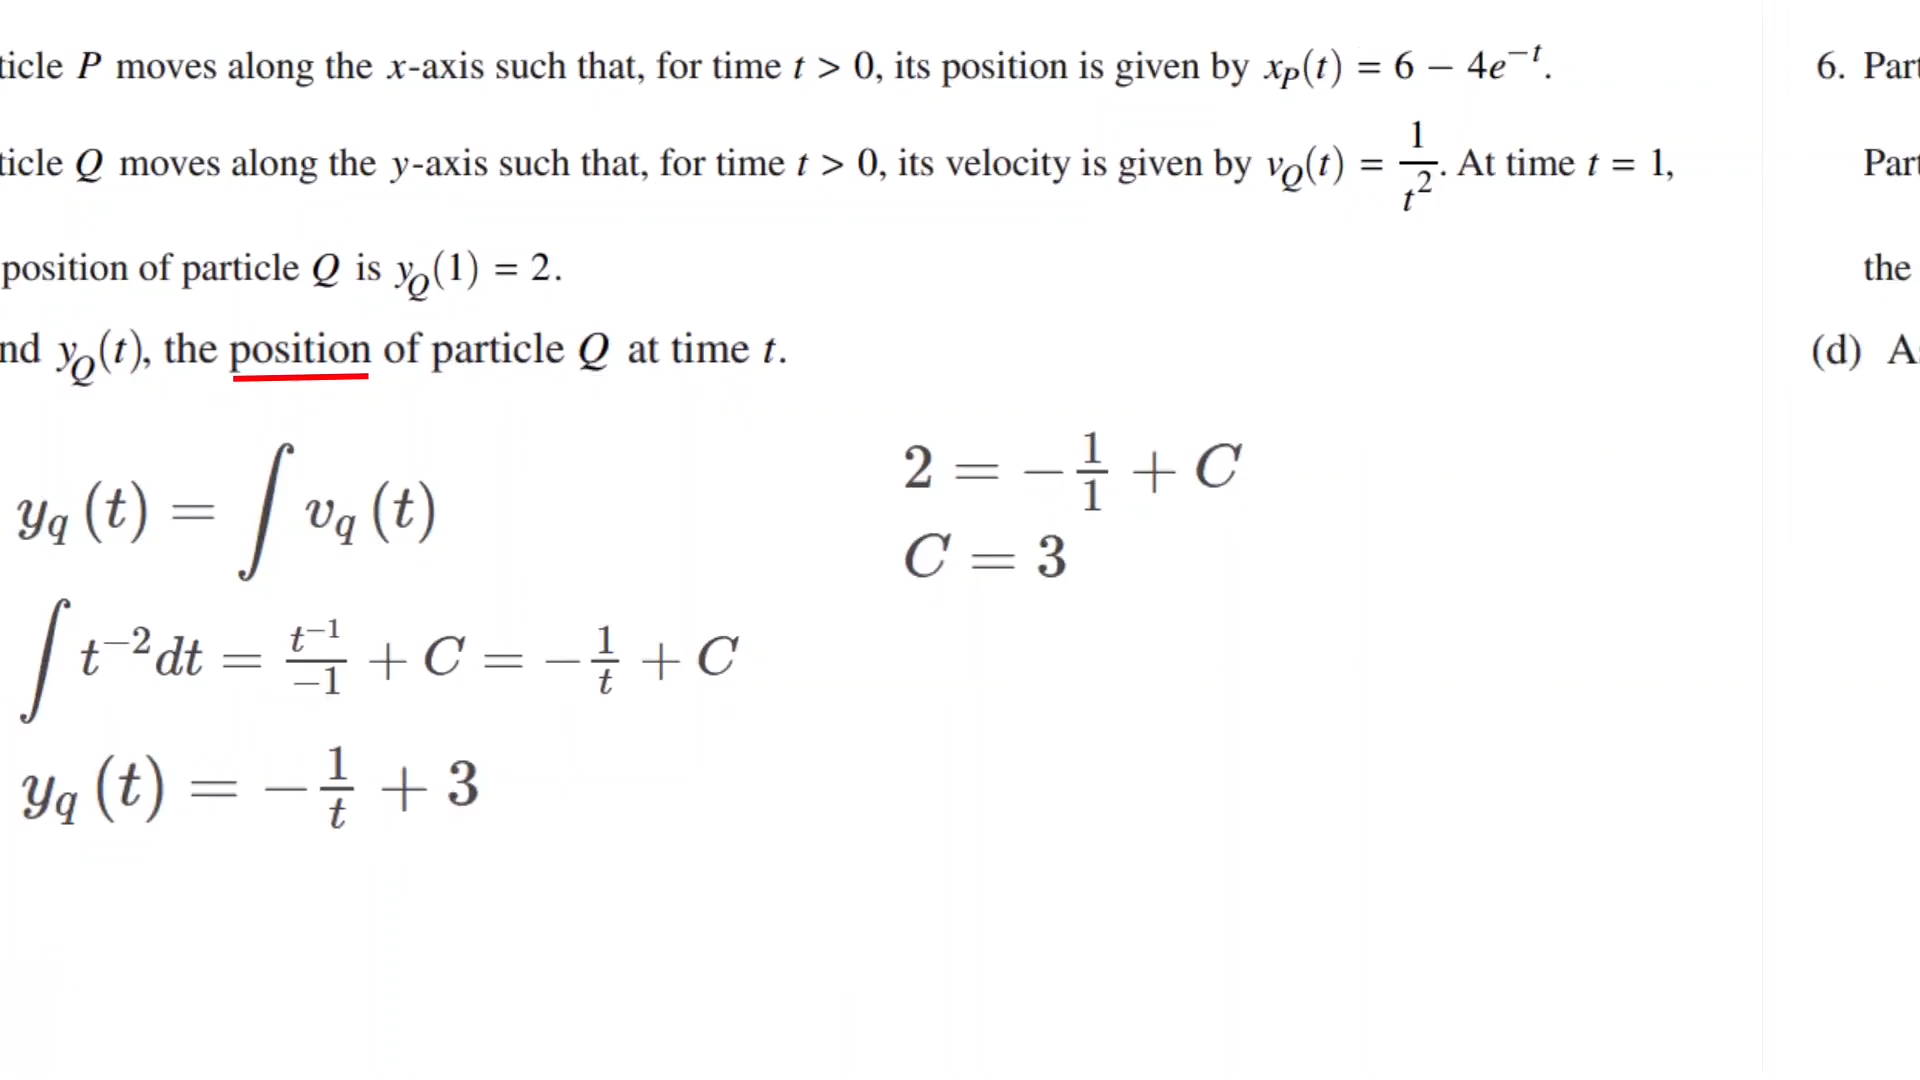 ticle P moves along the x-axis such that, for time t > 0, its position is given by x_P(t) = 6 − 4e^{−t}.
ticle Q moves along the y-axis such that, for time t > 0, its velocity is given by v_Q(t) = 1/t^2. At time t = 1,
position of particle Q is y_Q(1) = 2.
nd y_Q(t), the position of particle Q at time t.
y_q (t) = ∫ v_q (t)
∫ t^{−2} dt = t^{−1}/−1 + C = −1/t + C
y_q (t) = −1/t + 3
2 = −1/1 + C
C = 3
6. Part
Part
the
(d) A